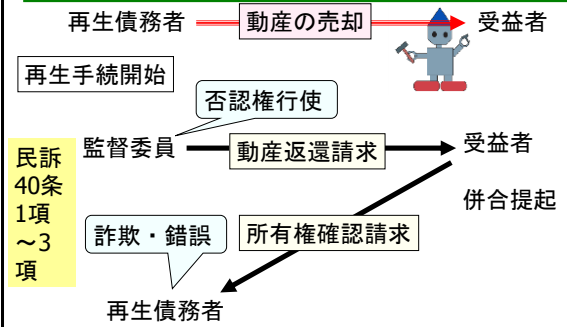 再生債務者 動産の売却 受益者
再生手続開始
否認権行使
監督委員 動産返還請求 受益者
民訴
40条
1項
～3
項
併合提起
詐欺・錯誤 所有権確認請求
再生債務者